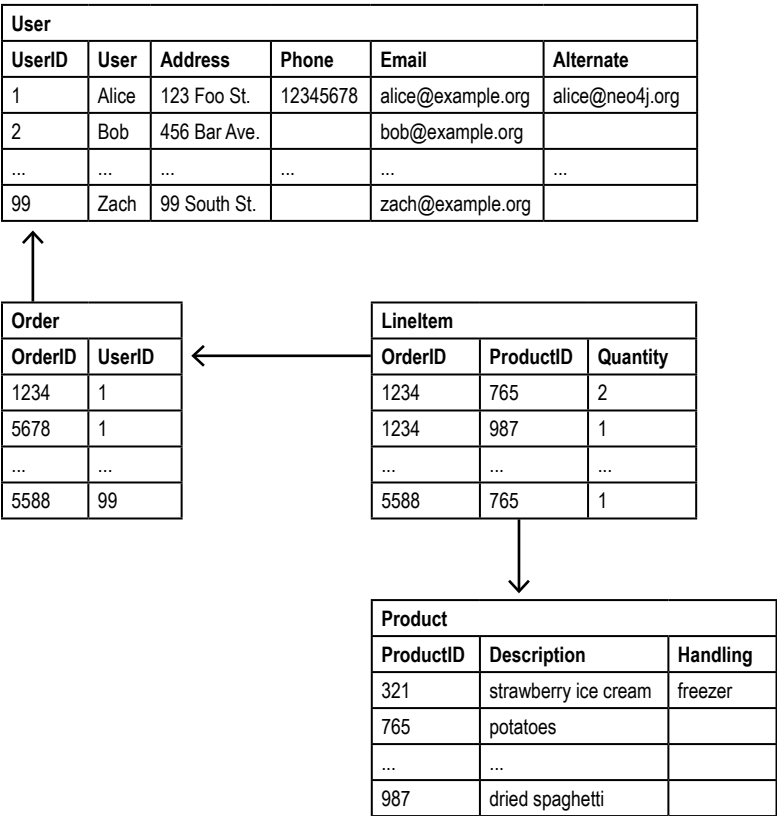 User
UserID User Address Phone Email Alternate
1 Alice 123 Foo St. 12345678 alice@example.org alice@neo4j.org
2 Bob 456 Bar Ave. bob@example.org
... ... ... ... ... ...
99 Zach 99 South St. zach@example.org
Order
OrderID UserID
1234 1
5678 1
... ...
5588 99
LineItem
OrderID ProductID Quantity
1234 765 2
1234 987 1
... ... ...
5588 765 1
Product
ProductID Description Handling
321 strawberry ice cream freezer
765 potatoes
... ...
987 dried spaghetti